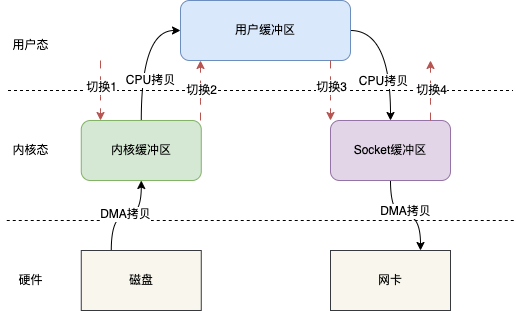 用户缓冲区
用户态
CPU拷贝
CPU拷贝
切换1
切换2
切换3
切换4
内核态
内核缓冲区
Socket缓冲区
DMA拷贝
DMA拷贝
硬件
磁盘
网卡